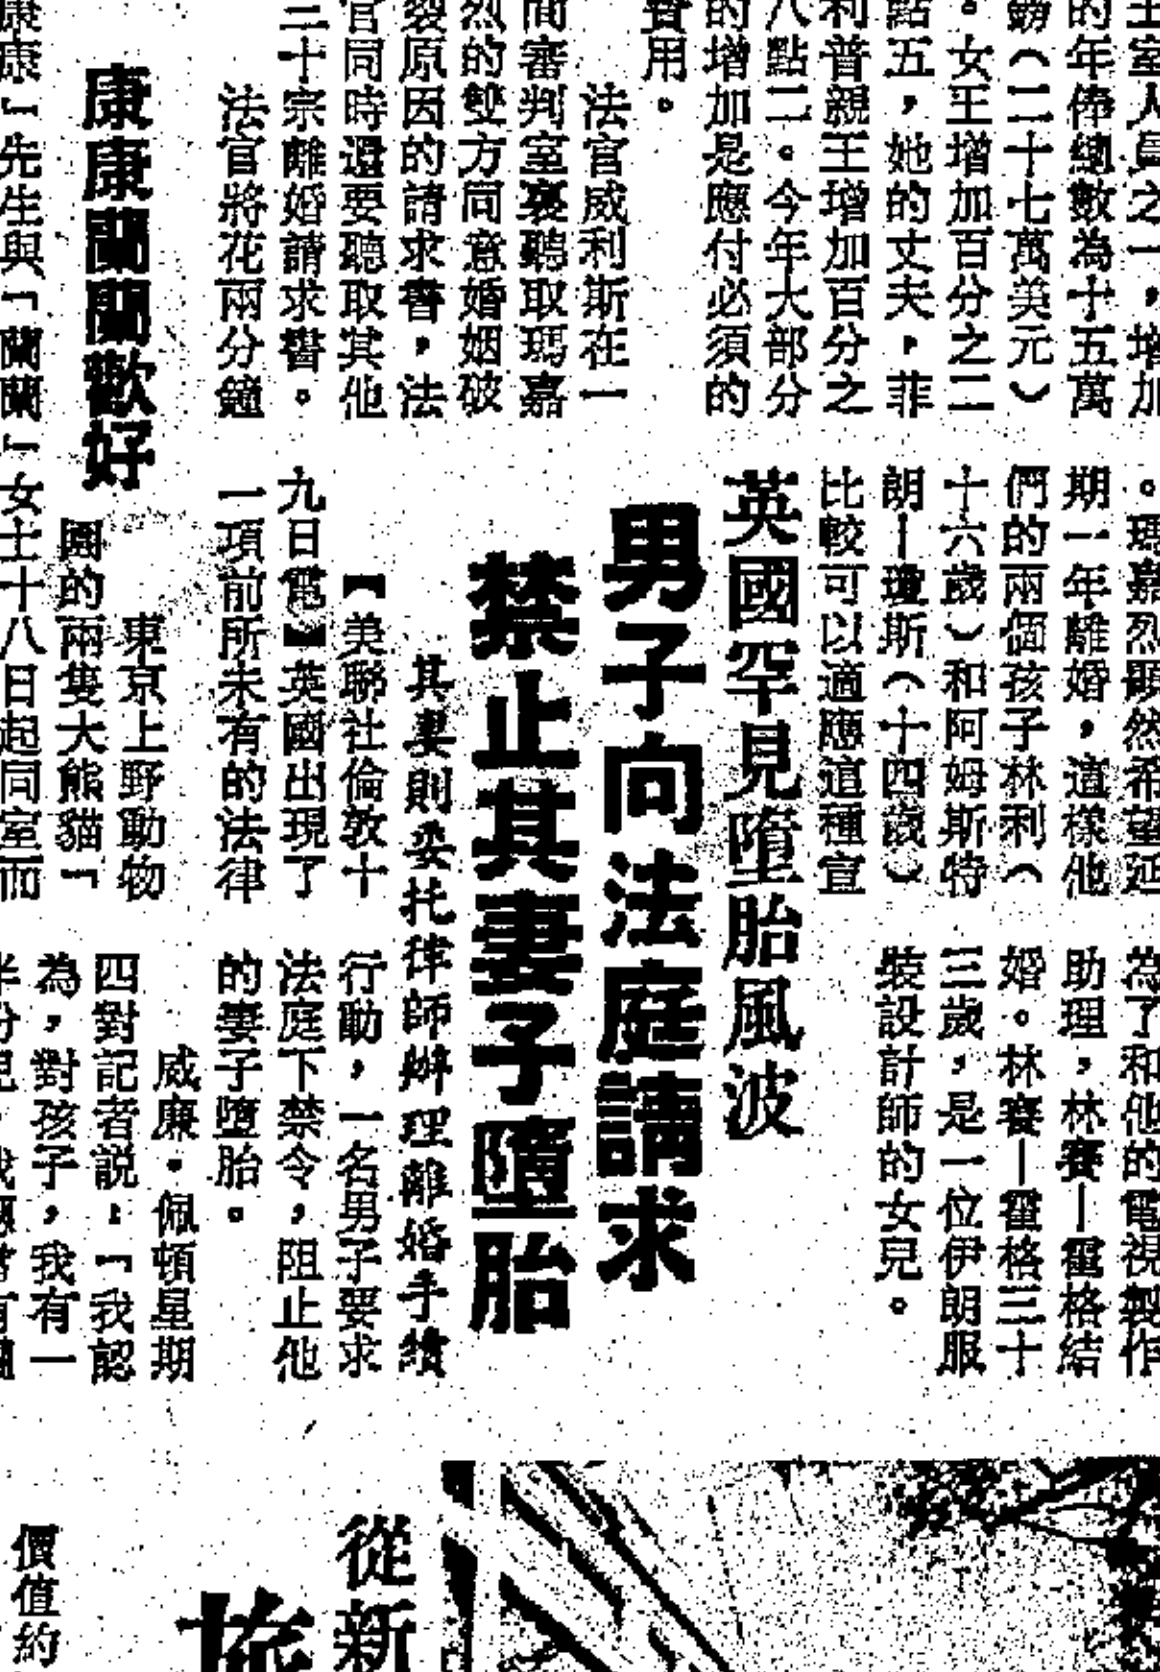 士室人員之一，增加
的年俸總數為十五萬
鎊（二十七萬美元）
。女王增加百分之二
點五，她的丈夫，菲
利普親王增加百分之
八點二。今年大部分
的增加是應付必須的
費用。
法官威利斯在一
間審判室裏聽取瑪嘉
烈的雙方同意婚姻破
裂原因的請求書，法
官同時還要聽取其他
二十宗離婚請求書。
法官將花兩分鐘
。瑪嘉烈顯然希望延
期一年離婚，這樣他
們的兩個孩子林利（
十六歲）和阿姆斯特
朗—瓊斯（十四歲）
比較可以適應這種宣
為了和他的電視製作
助理，林賽—霍格結
婚。林賽—霍格三十
三歲，是一位伊朗服
裝設計師的女兒。
英國罕見墮胎風波
男子向法庭請求
禁止其妻子墮胎
其妻則委托律師辦理離婚手續
【美聯社倫敦十
九日電】英國出現了
一項前所未有的法律
行動，一名男子要求
法庭下禁令，阻止他
的妻子墮胎。
威廉·佩頓星期
四對記者説：「我認
為，對孩子，我有一
康康蘭蘭歡好
東京上野動物
園的兩隻大熊貓「
康康」先生與「蘭蘭」女士十八日起同室而
從新
旅
價值約